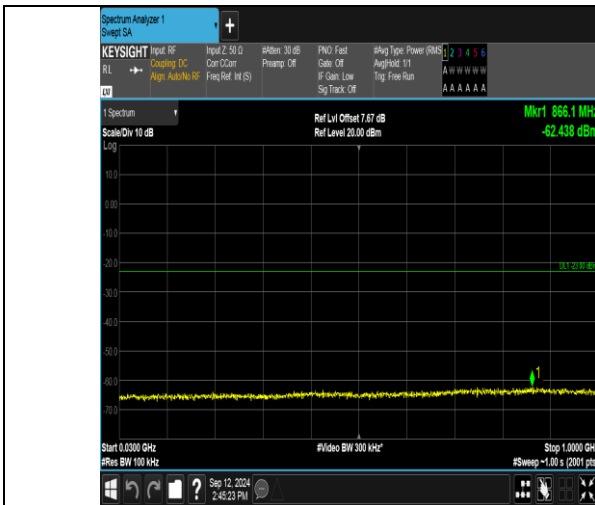 Spectrum Analyzer 1
Swept SA
+
KEYSIGHT
RL
Input: RF
Coupling: DC
Align: Auto/No RF
Input Z: 50 Ω
Corr CCorr
Freq Ref: Int (S)
#Atten: 30 dB
Preamp: Off
PNO: Fast
Gate: Off
IF Gain: Low
Sig Track: Off
#Avg Type: Power (RMS
Avg|Hold: 1/1
Trig: Free Run
1 2 3 4 5 6
A W W W W W
A A A A A A
LXI
1 Spectrum
Scale/Div 10 dB
Ref Lvl Offset 7.67 dB
Ref Level 20.00 dBm
Mkr1 866.1 MHz
-62.438 dBm
Log
10.0
0.00
-10.0
-20.0
DL1 -23.00 dBm
-30.0
-40.0
-50.0
1
-60.0
-70.0
Start 0.0300 GHz
#Video BW 300 kHz*
Stop 1.0000 GH
#Res BW 100 kHz
#Sweep ~1.00 s (2001 pts
?
Sep 12, 2024
2:45:23 PM